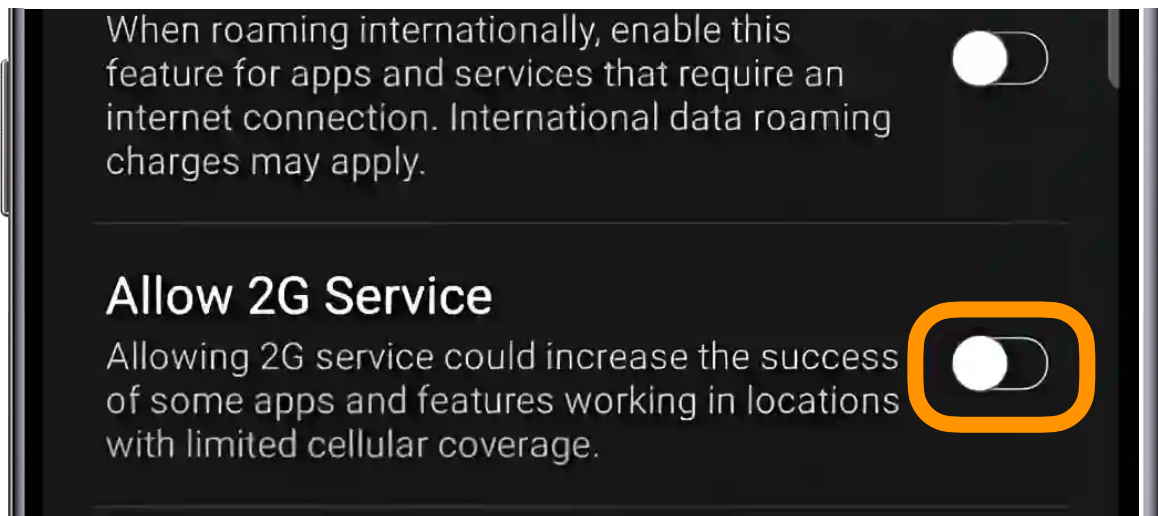 When roaming internationally, enable this
feature for apps and services that require an
internet connection. International data roaming
charges may apply.
Allow 2G Service
Allowing 2G service could increase the success
of some apps and features working in locations
with limited cellular coverage.